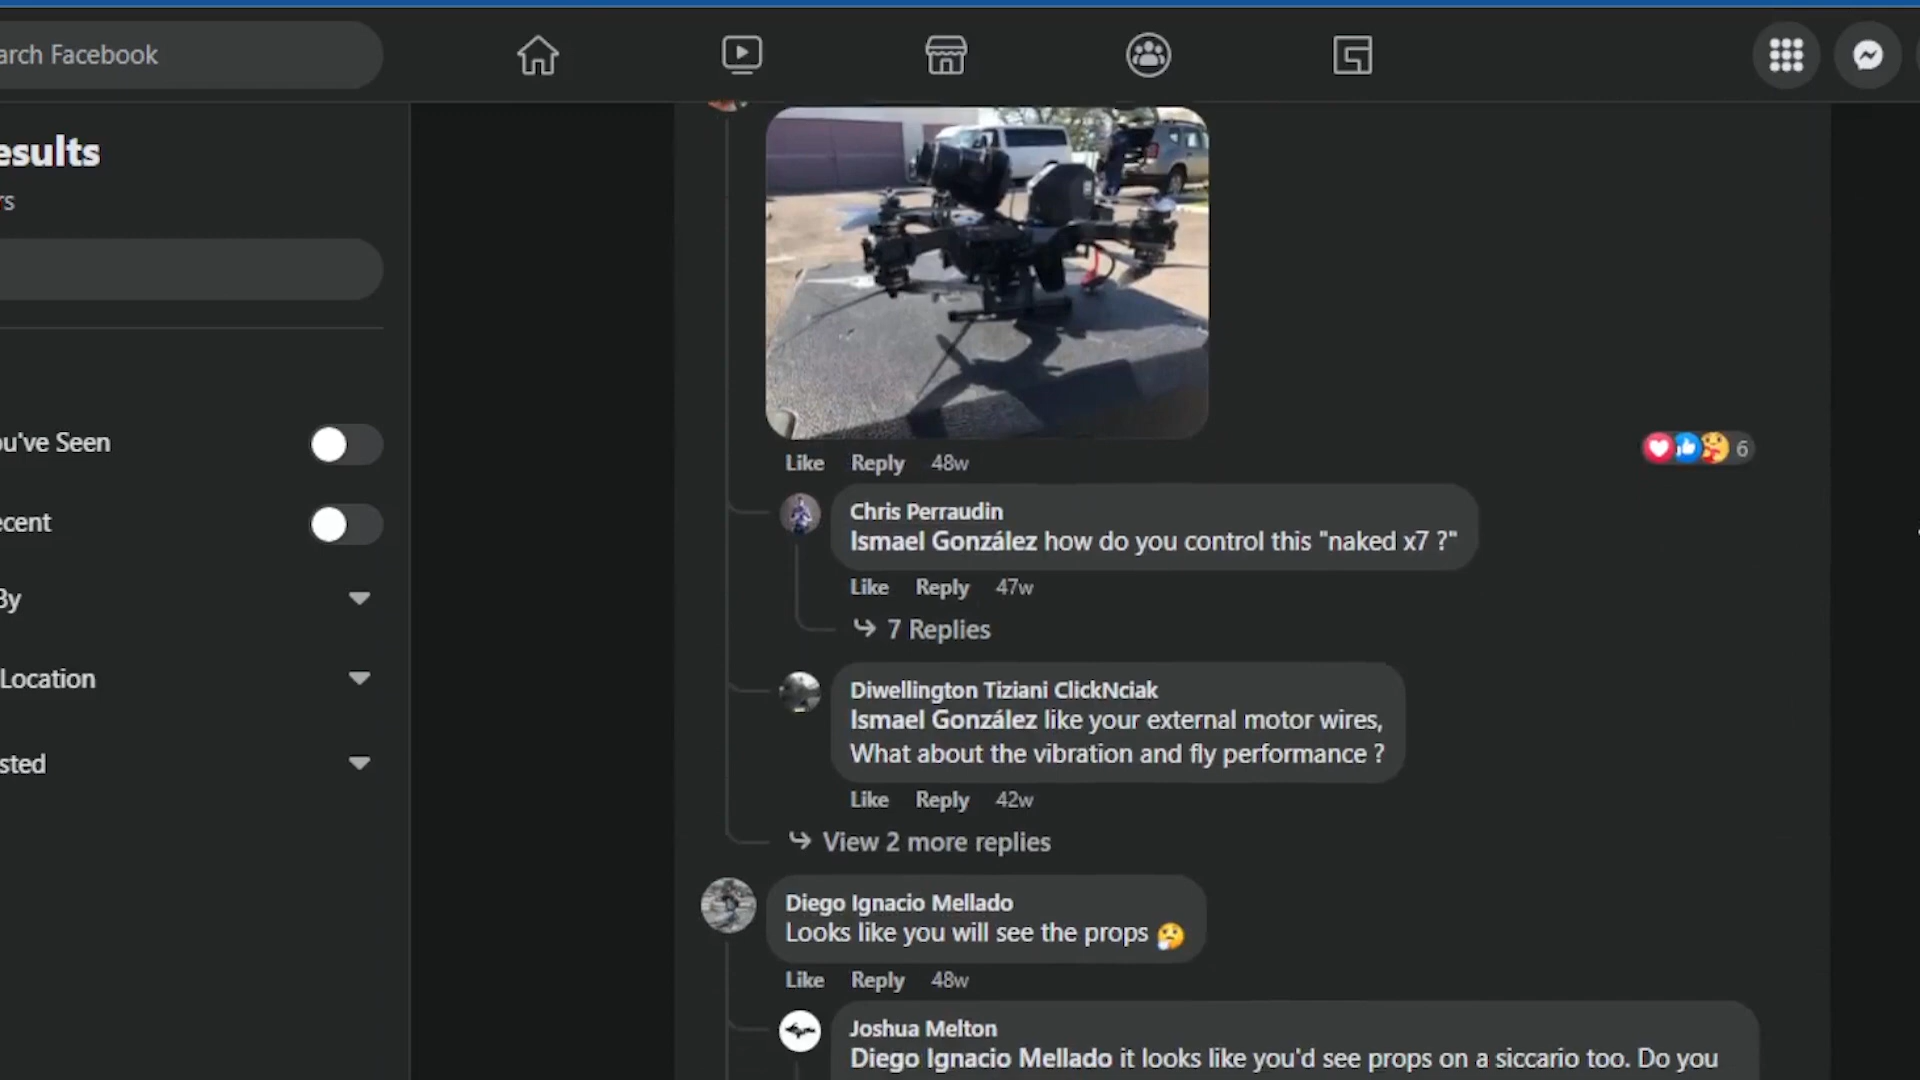 arch Facebook
esults
rs
ou've Seen
ecent
By
Location
sted
Like Reply 48w
6
Chris Perraudin
Ismael González how do you control this "naked x7 ?"
Like Reply 47w
7 Replies
Diwellington Tiziani ClickNciak
Ismael González like your external motor wires,
What about the vibration and fly performance ?
Like Reply 42w
View 2 more replies
Diego Ignacio Mellado
Looks like you will see the props 🤔
Like Reply 48w
Joshua Melton
Diego Ignacio Mellado it looks like you'd see props on a siccario too. Do you